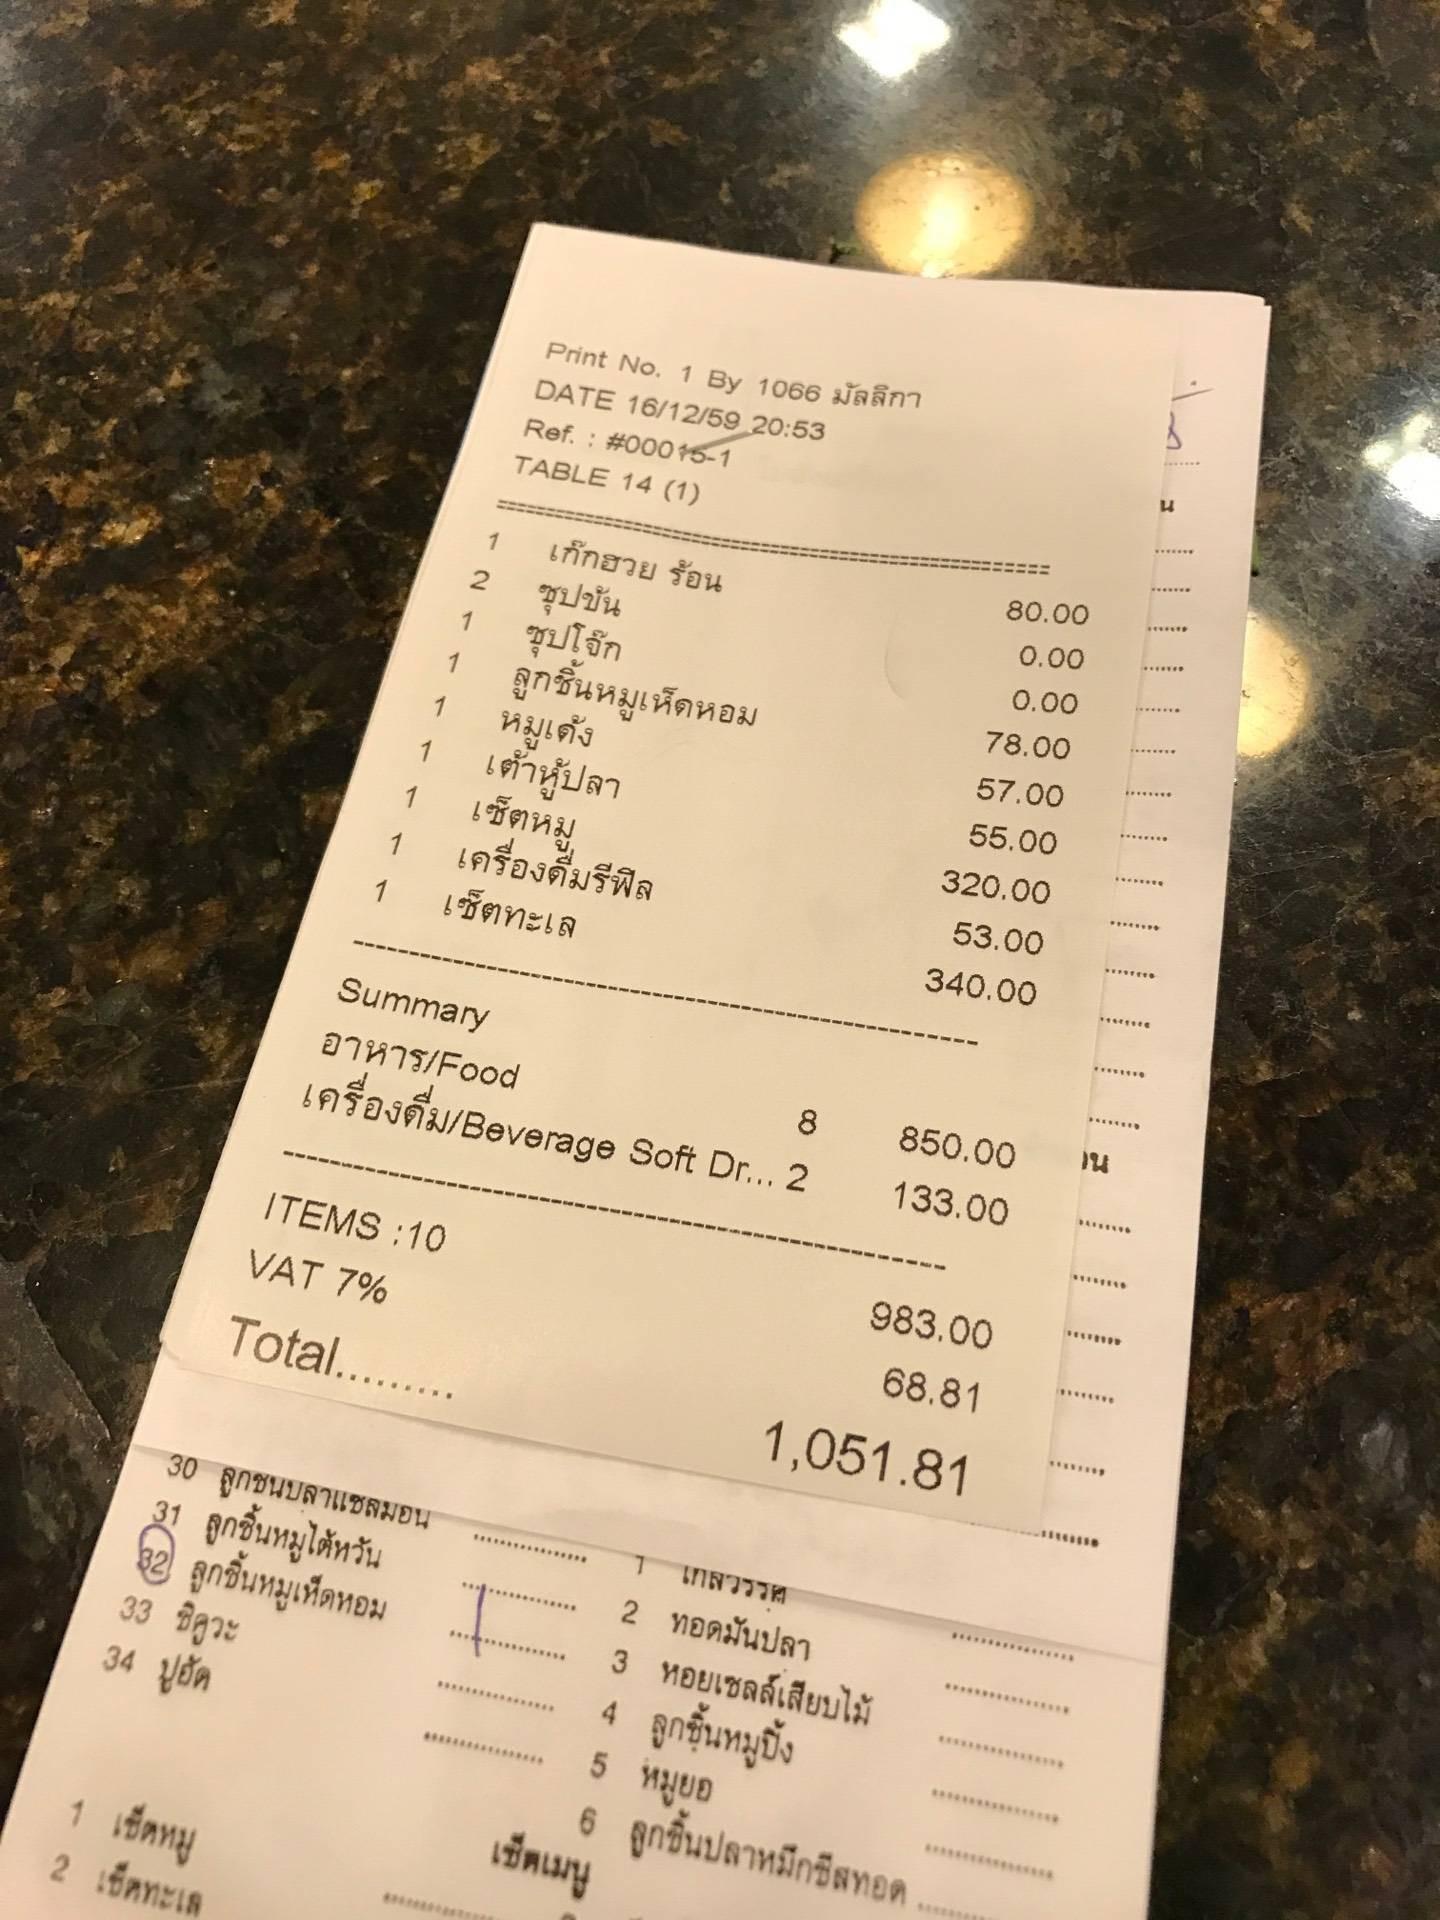 Print No. 1 By 1066 มัลลิกา
DATE 16/12/59 20:53
Ref. : #00015-1
TABLE 14 (1)
1 เก๊กฮวย ร้อน 80.00
2 ซุปข้น 0.00
1 ซุปโจ๊ก 0.00
1 ลูกชิ้นหมูเห็ดหอม 78.00
1 หมูเด้ง 57.00
1 เต้าหู้ปลา 55.00
1 เซ็ตหมู 320.00
1 เครื่องดื่มรีฟิล 53.00
1 เซ็ตทะเล 340.00
Summary
อาหาร/Food 8 850.00
เครื่องดื่ม/Beverage Soft Dr... 2 133.00
ITEMS :10 983.00
VAT 7% 68.81
Total......... 1,051.81
30 ลูกชิ้นปลาแซลมอน
31 ลูกชิ้นหมูไต้หวัน
32 ลูกชิ้นหมูเห็ดหอม
33 ชิคูวะ
34 ปูอัด
1
2 ทอดมันปลา
3 หอยเชลล์เสียบไม้
4 ลูกชิ้นหมูปิ้ง
5 หมูยอ
6 ลูกชิ้นปลาหมึกชีสทอด
เซ็ตเมนู
1 เซ็ตหมู
2 เซ็ตทะเล